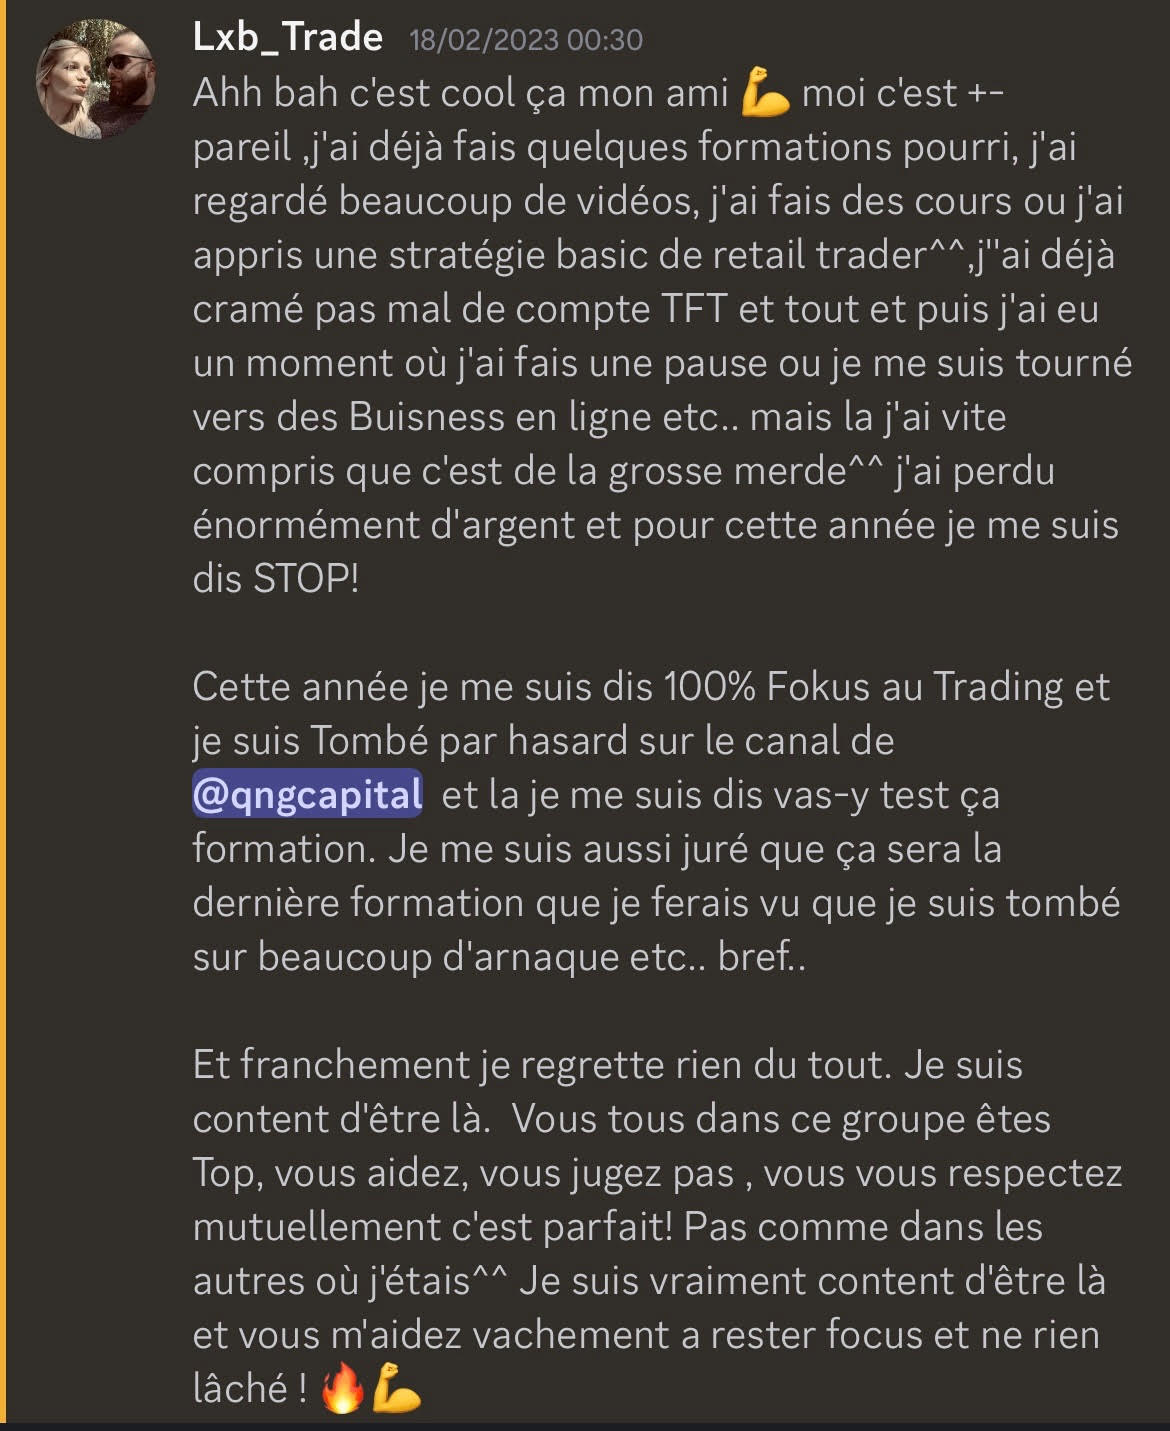 Lxb_Trade 18/02/2023 00:30
Ahh bah c'est cool ça mon ami 💪 moi c'est +-
pareil ,j'ai déjà fais quelques formations pourri, j'ai
regardé beaucoup de vidéos, j'ai fais des cours ou j'ai
appris une stratégie basic de retail trader^^,j''ai déjà
cramé pas mal de compte TFT et tout et puis j'ai eu
un moment où j'ai fais une pause ou je me suis tourné
vers des Buisness en ligne etc.. mais la j'ai vite
compris que c'est de la grosse merde^^ j'ai perdu
énormément d'argent et pour cette année je me suis
dis STOP!
Cette année je me suis dis 100% Fokus au Trading et
je suis Tombé par hasard sur le canal de
@qngcapital et la je me suis dis vas-y test ça
formation. Je me suis aussi juré que ça sera la
dernière formation que je ferais vu que je suis tombé
sur beaucoup d'arnaque etc.. bref..
Et franchement je regrette rien du tout. Je suis
content d'être là. Vous tous dans ce groupe êtes
Top, vous aidez, vous jugez pas , vous vous respectez
mutuellement c'est parfait! Pas comme dans les
autres où j'étais^^ Je suis vraiment content d'être là
et vous m'aidez vachement a rester focus et ne rien
lâché ! 🔥💪